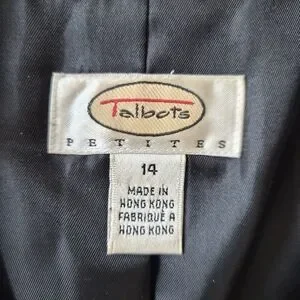 Talbots
PETITES
14
MADE IN
HONG KONG
FABRIQUÉ À
HONG KONG